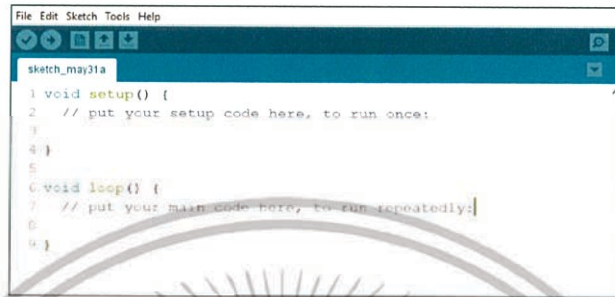 File Edit Sketch Tools Help
sketch_may31a
1 void setup() {
2 // put your setup code here, to run once:
3
4 }
5
6 void loop() {
7 // put your main code here, to run repeatedly:
8
9 }